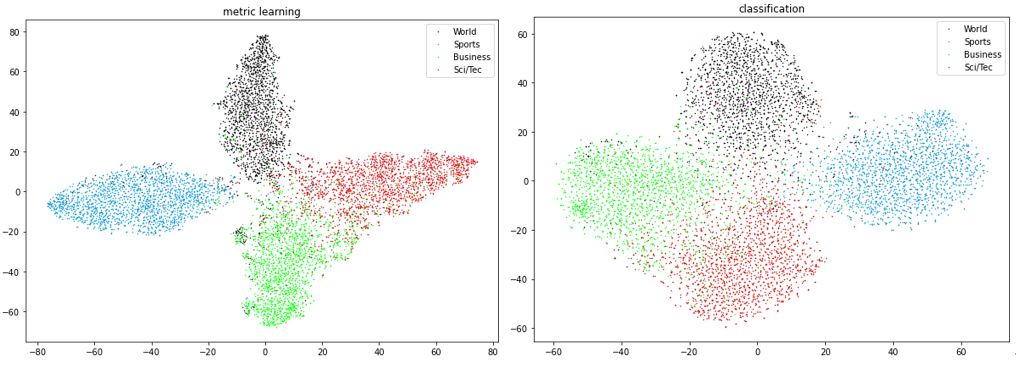 metric learning
World
Sports
Business
Sci/Tec
80
60
40
20
0
−20
−40
−60
−80 −60 −40 −20 0 20 40 60 80
classification
World
Sports
Business
Sci/Tec
60
40
20
0
−20
−40
−60
−60 −40 −20 0 20 40 60